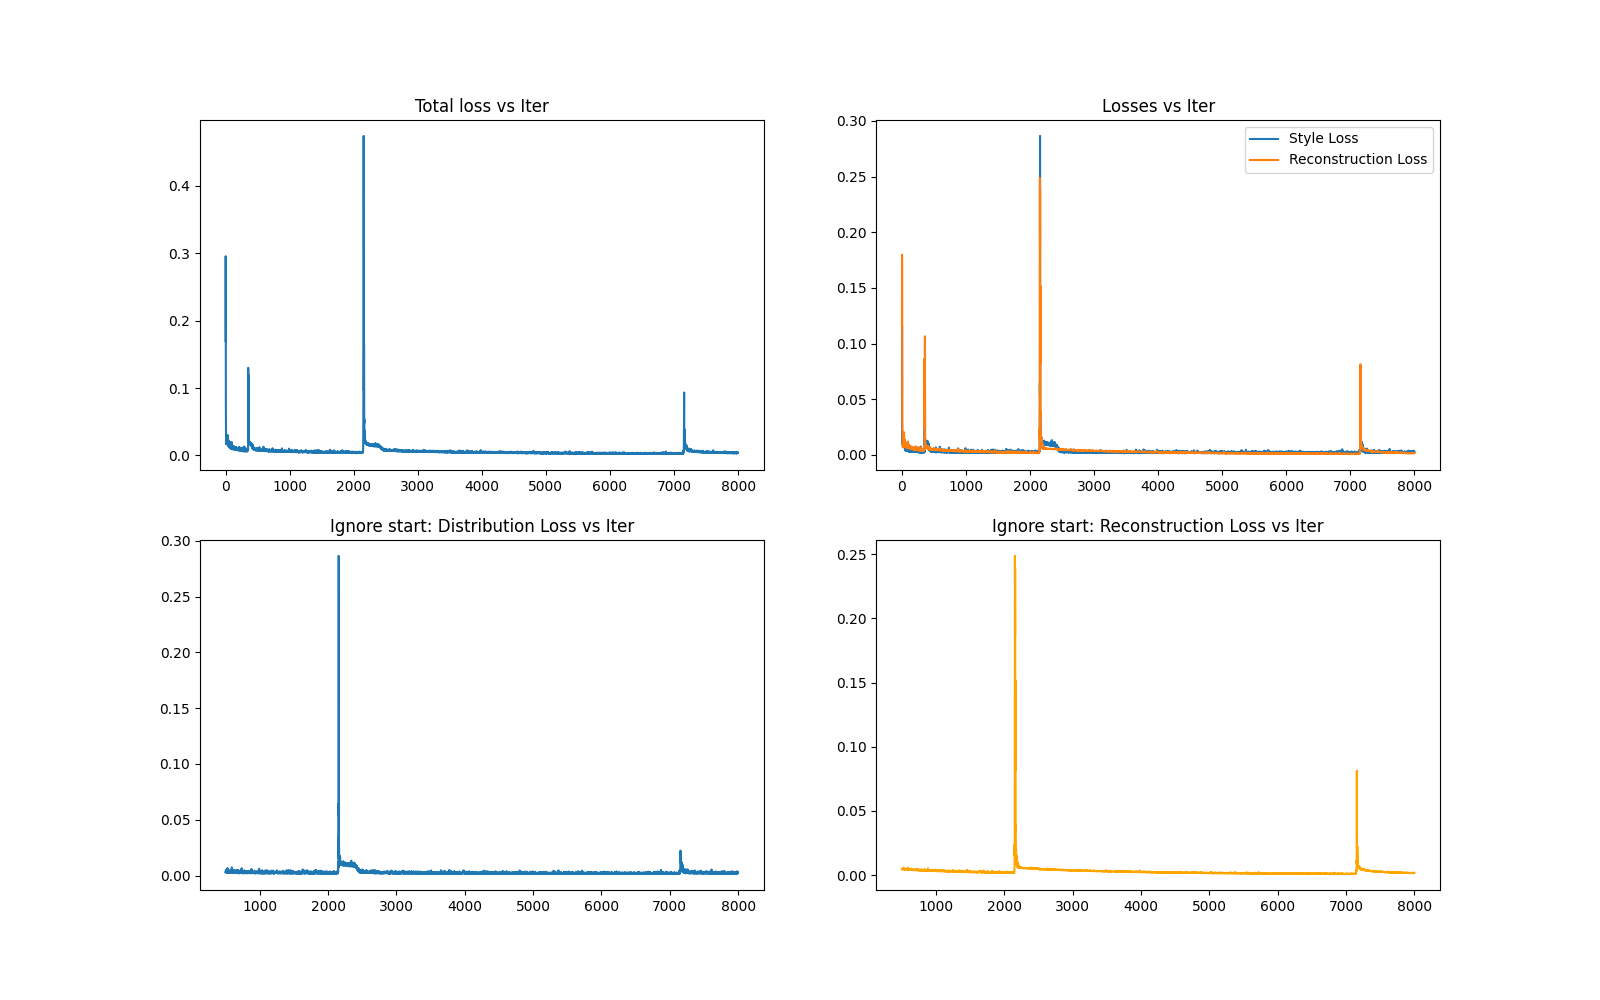 Total loss vs Iter
0.4
0.3
0.2
0.1
0.0
0 1000 2000 3000 4000 5000 6000 7000 8000
Losses vs Iter
Style Loss
Reconstruction Loss
0.30
0.25
0.20
0.15
0.10
0.05
0.00
0 1000 2000 3000 4000 5000 6000 7000 8000
Ignore start: Distribution Loss vs Iter
0.30
0.25
0.20
0.15
0.10
0.05
0.00
1000 2000 3000 4000 5000 6000 7000 8000
Ignore start: Reconstruction Loss vs Iter
0.25
0.20
0.15
0.10
0.05
0.00
1000 2000 3000 4000 5000 6000 7000 8000